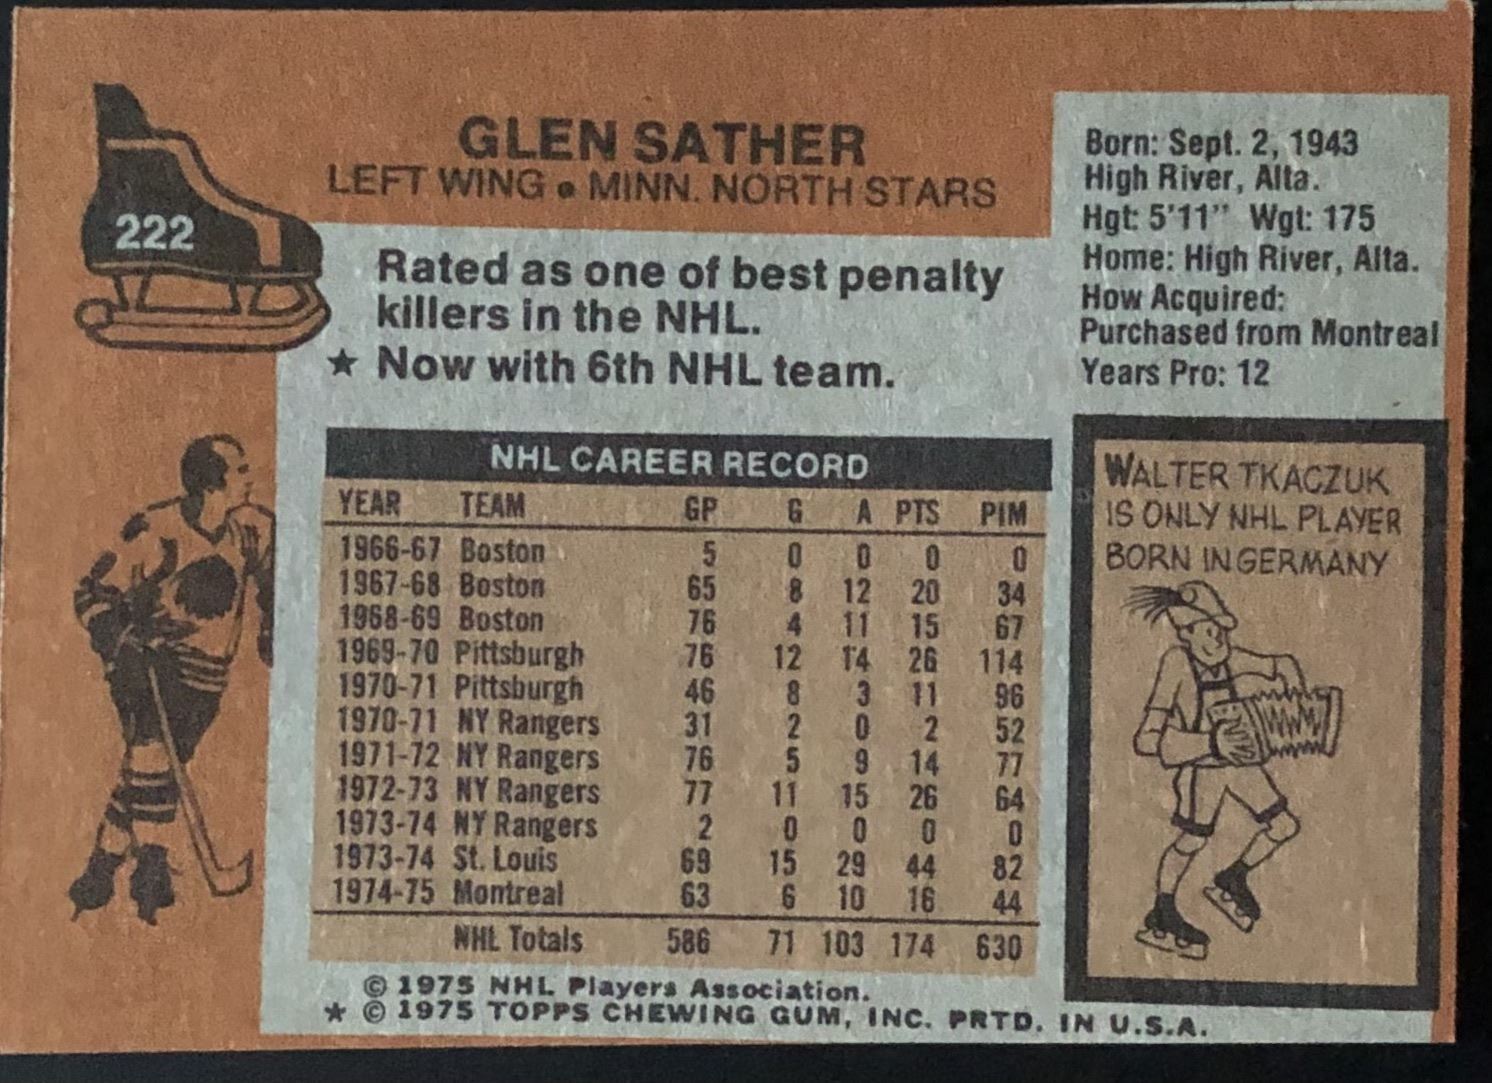 GLEN SATHER
LEFT WING • MINN. NORTH STARS
222
Rated as one of best penalty
killers in the NHL.
★ Now with 6th NHL team.
Born: Sept. 2, 1943
High River, Alta.
Hgt: 5'11" Wgt: 175
Home: High River, Alta.
How Acquired:
Purchased from Montreal
Years Pro: 12
NHL CAREER RECORD
YEAR TEAM GP G A PTS PIM
1966-67 Boston 5 0 0 0 0
1967-68 Boston 65 8 12 20 34
1968-69 Boston 76 4 11 15 67
1969-70 Pittsburgh 76 12 14 26 114
1970-71 Pittsburgh 46 8 3 11 96
1970-71 NY Rangers 31 2 0 2 52
1971-72 NY Rangers 76 5 9 14 77
1972-73 NY Rangers 77 11 15 26 64
1973-74 NY Rangers 2 0 0 0 0
1973-74 St. Louis 69 15 29 44 82
1974-75 Montreal 63 6 10 16 44
NHL Totals 586 71 103 174 630
WALTER TKACZUK
IS ONLY NHL PLAYER
BORN IN GERMANY
© 1975 NHL Players Association.
★ © 1975 TOPPS CHEWING GUM, INC. PRTD. IN U.S.A.